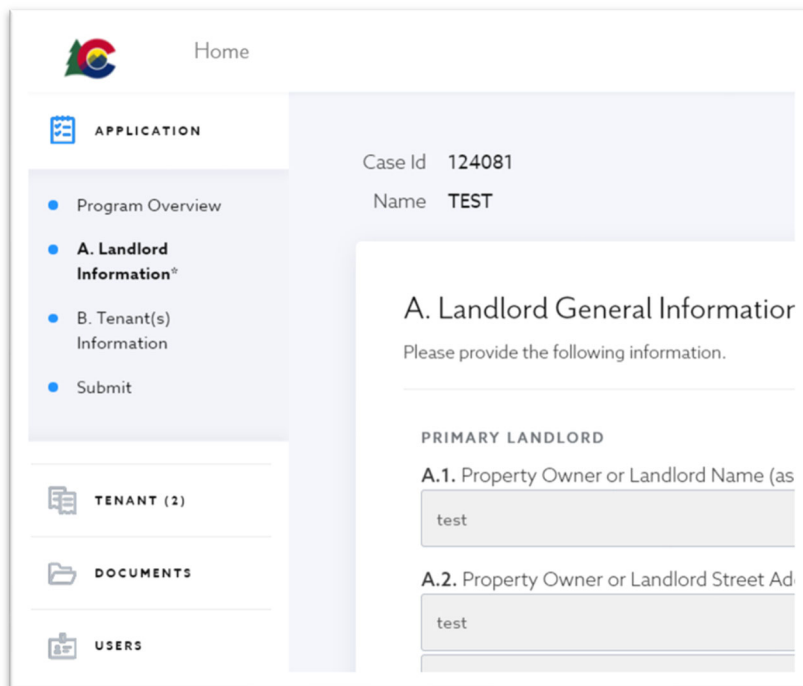 Home
APPLICATION
Program Overview
A. Landlord
Information*
B. Tenant(s)
Information
Submit
TENANT (2)
DOCUMENTS
USERS
Case Id 124081
Name TEST
A. Landlord General Information
Please provide the following information.
PRIMARY LANDLORD
A.1. Property Owner or Landlord Name (as
test
A.2. Property Owner or Landlord Street Ad
test